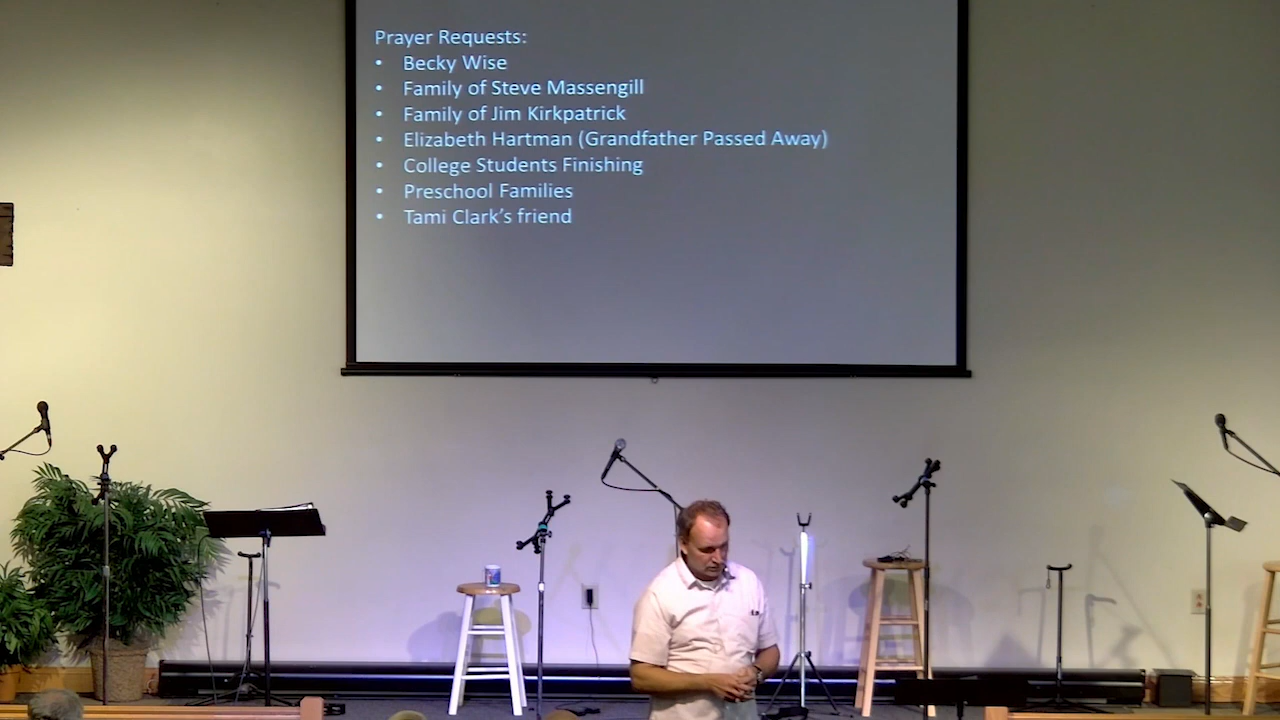 Prayer Requests:
• Becky Wise
• Family of Steve Massengill
• Family of Jim Kirkpatrick
• Elizabeth Hartman (Grandfather Passed Away)
• College Students Finishing
• Preschool Families
• Tami Clark’s friend